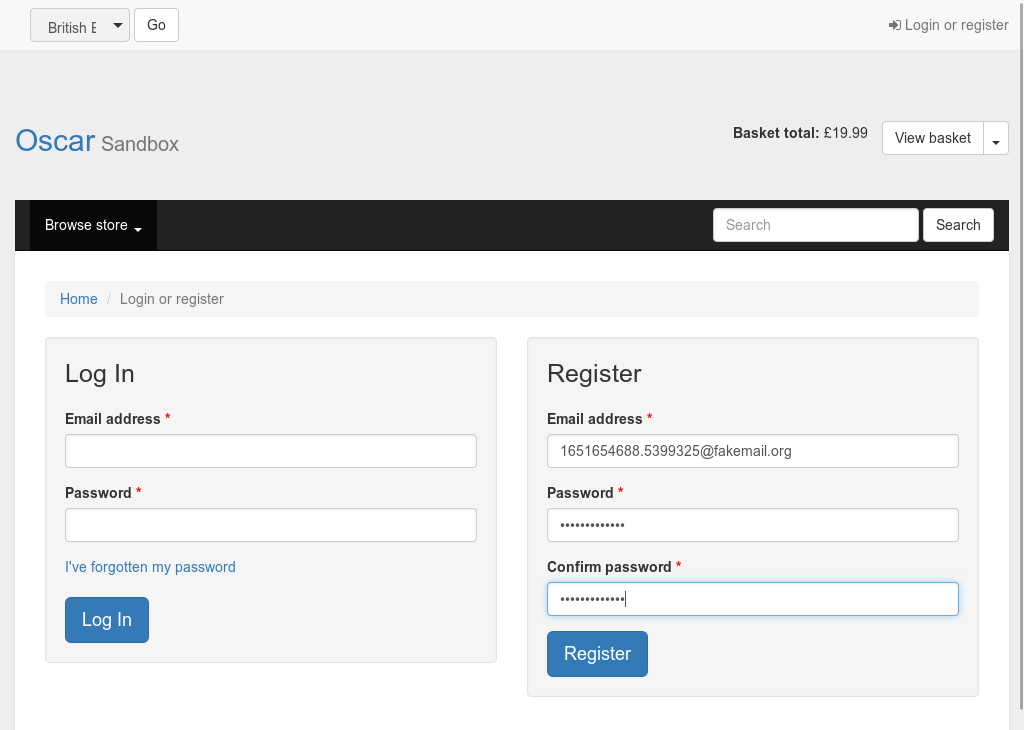 British E Go Login or register
Oscar Sandbox Basket total: £19.99 View basket
Browse store Search Search
Home / Login or register
Log In
Email address *
Password *
I've forgotten my password
Log In
Register
Email address *
1651654688.5399325@fakemail.org
Password *
•••••••••••••
Confirm password *
•••••••••••••
Register